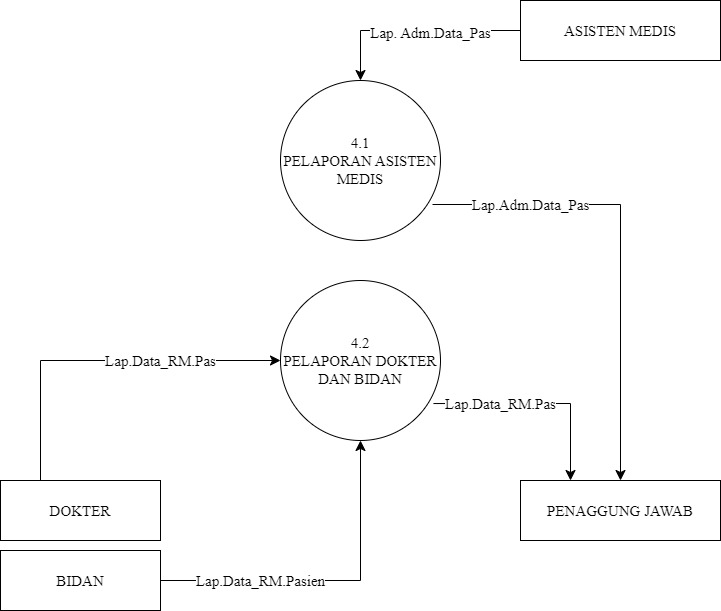 Lap. Adm.Data_Pas
ASISTEN MEDIS
4.1
PELAPORAN ASISTEN
MEDIS
Lap.Adm.Data_Pas
4.2
PELAPORAN DOKTER
DAN BIDAN
Lap.Data_RM.Pas
Lap.Data_RM.Pas
DOKTER
PENAGGUNG JAWAB
BIDAN
Lap.Data_RM.Pasien